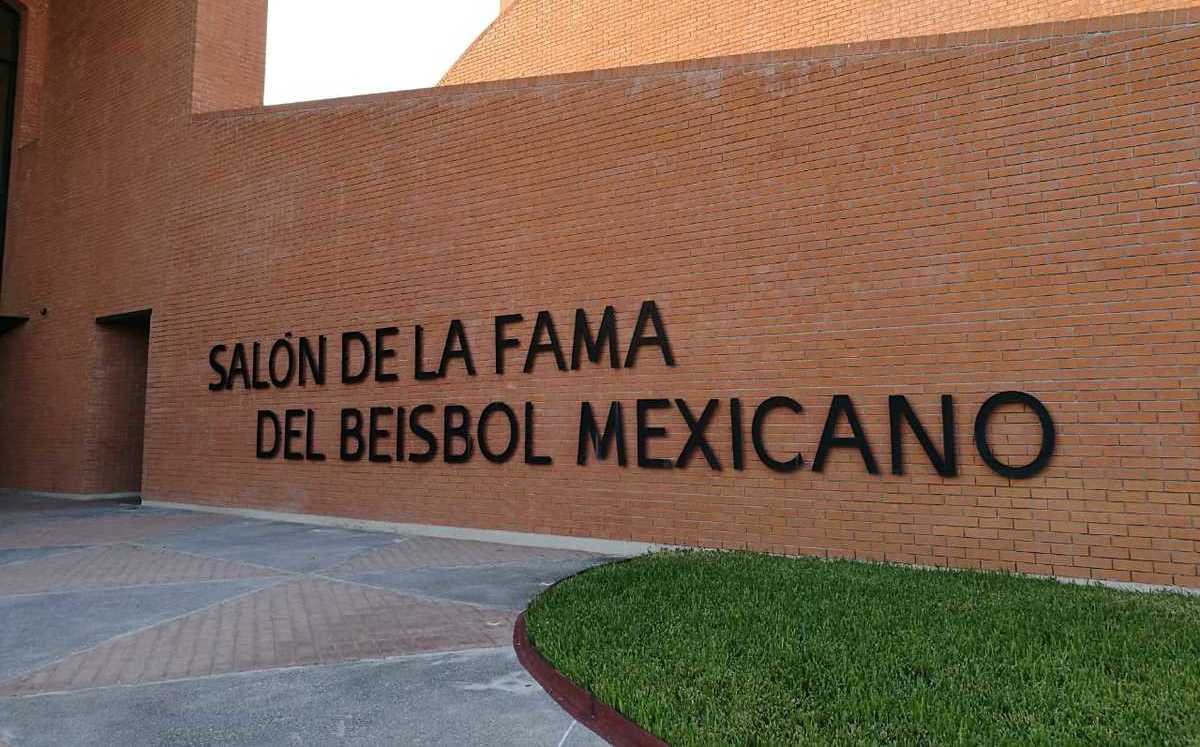 SALÓN DE LA FAMA
DEL BEISBOL MEXICANO